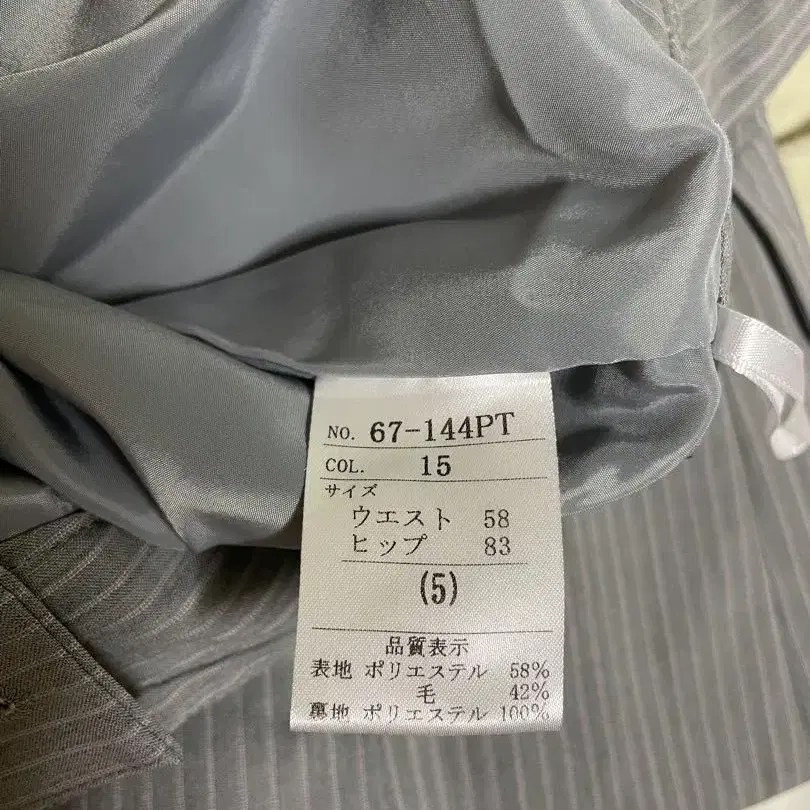 NO. 67-144PT
COL. 15
サイズ
ウエスト 58
ヒップ 83
(5)
品質表示
表地 ポリエステル 58%
毛 42%
裏地 ポリエステル 100%